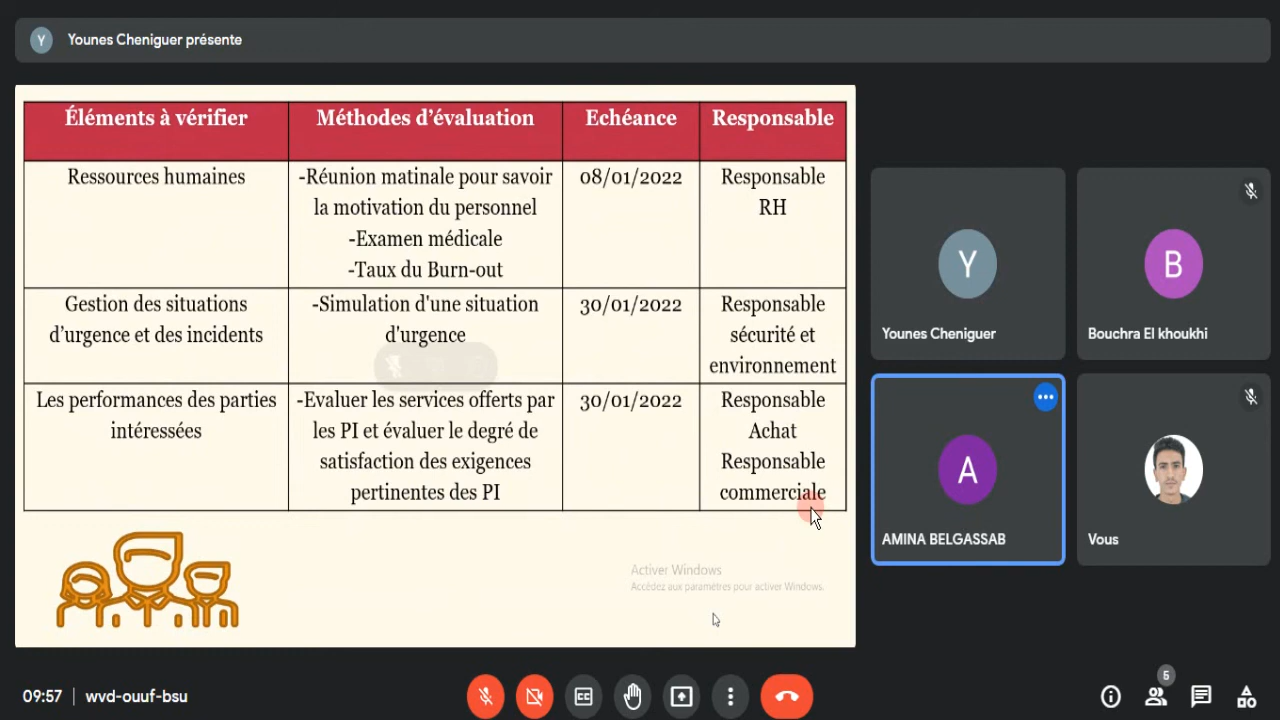 Y
Younes Cheniguer présente
Éléments à vérifier
Méthodes d'évaluation
Echéance
Responsable
Ressources humaines
-Réunion matinale pour savoir
la motivation du personnel
-Examen médicale
-Taux du Burn-out
08/01/2022
Responsable
RH
Gestion des situations
d'urgence et des incidents
-Simulation d'une situation
d'urgence
30/01/2022
Responsable
sécurité et
environnement
Les performances des parties
intéressées
-Evaluer les services offerts par
les PI et évaluer le degré de
satisfaction des exigences
pertinentes des PI
30/01/2022
Responsable
Achat
Responsable
commerciale
Activer Windows
Accédez aux paramètres pour activer Windows.
Y
Younes Cheniguer
B
Bouchra El khoukhi
A
AMINA BELGASSAB
Vous
09:57
wvd-ouuf-bsu
CC
5